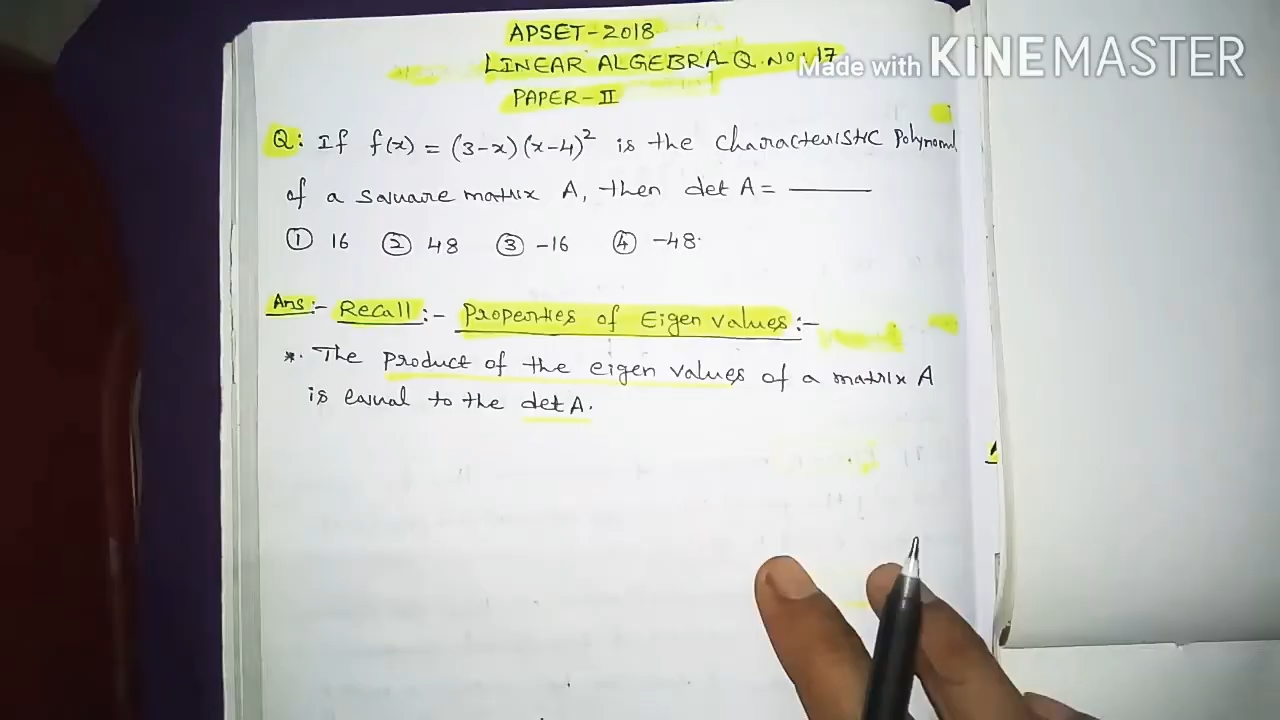 APSET-2018
LINEAR ALGEBRA Q.NO:17
PAPER-II
Made with KINEMASTER
Q: If f(x) = (3-x)(x-4)² is the characteristic polynomial
of a square matrix A, then det A = ———
① 16 ② 48 ③ -16 ④ -48.
Ans:- Recall:- Properties of Eigen values:-
*. The product of the eigen values of a matrix A
is equal to the det A.